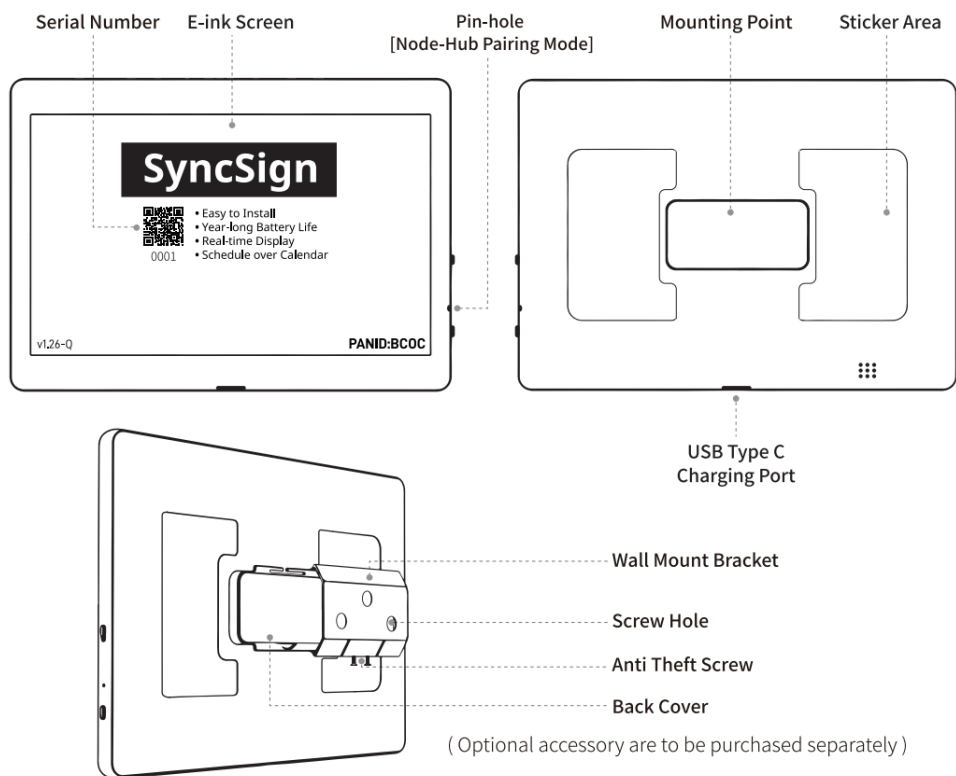 Serial Number
E-ink Screen
Pin-hole
[Node-Hub Pairing Mode]
Mounting Point
Sticker Area
SyncSign
• Easy to Install
• Year-long Battery Life
• Real-time Display
• Schedule over Calendar
0001
v1.26-Q
PANID:BCOC
USB Type C
Charging Port
Wall Mount Bracket
Screw Hole
Anti Theft Screw
Back Cover
( Optional accessory are to be purchased separately )